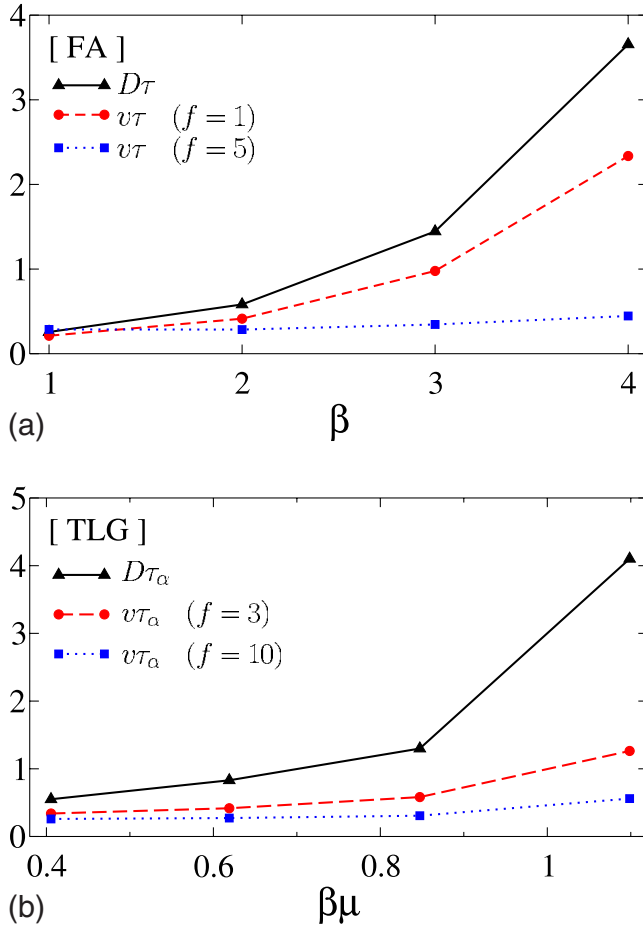 4
[ FA ]
Dτ
3
vτ (f = 1)
vτ (f = 5)
2
1
0
1 2 3 4
(a)
β
5
[ TLG ]
4
Dτα
vτα (f = 3)
3
vτα (f = 10)
2
1
0
0.4 0.6 0.8 1
(b)
βμ